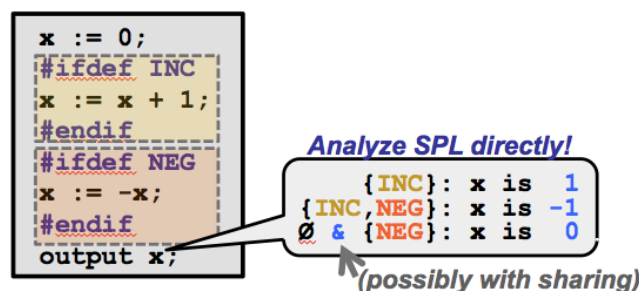 x := 0;
#ifdef INC
x := x + 1;
#endif
#ifdef NEG
x := -x;
#endif
output x;
Analyze SPL directly!
{INC}: x is 1
{INC,NEG}: x is -1
Ø & {NEG}: x is 0
(possibly with sharing)